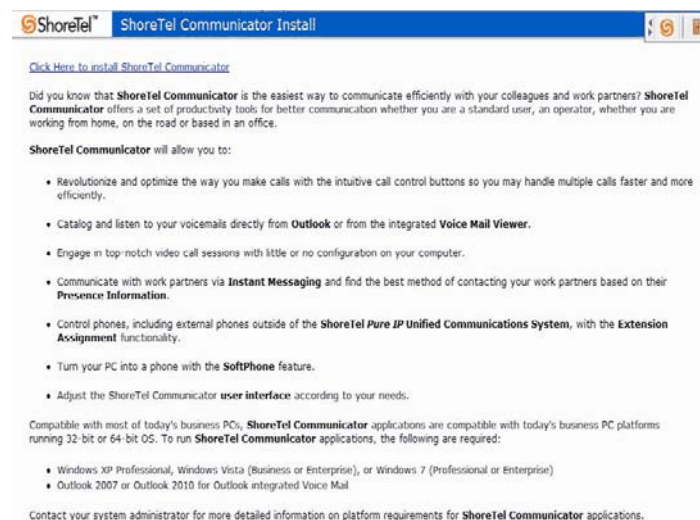 ShoreTel™ ShoreTel Communicator Install
Click Here to install ShoreTel Communicator
Did you know that ShoreTel Communicator is the easiest way to communicate efficiently with your colleagues and work partners? ShoreTel
Communicator offers a set of productivity tools for better communication whether you are a standard user, an operator, whether you are
working from home, on the road or based in an office.
ShoreTel Communicator will allow you to:
• Revolutionize and optimize the way you make calls with the intuitive call control buttons so you may handle multiple calls faster and more
efficiently.
• Catalog and listen to your voicemails directly from Outlook or from the integrated Voice Mail Viewer.
• Engage in top-notch video call sessions with little or no configuration on your computer.
• Communicate with work partners via Instant Messaging and find the best method of contacting your work partners based on their
Presence Information.
• Control phones, including external phones outside of the ShoreTel Pure IP Unified Communications System, with the Extension
Assignment functionality.
• Turn your PC into a phone with the SoftPhone feature.
• Adjust the ShoreTel Communicator user interface according to your needs.
Compatible with most of today's business PCs, ShoreTel Communicator applications are compatible with today's business PC platforms
running 32-bit or 64-bit OS. To run ShoreTel Communicator applications, the following are required:
• Windows XP Professional, Windows Vista (Business or Enterprise), or Windows 7 (Professional or Enterprise)
• Outlook 2007 or Outlook 2010 for Outlook integrated Voice Mail
Contact your system administrator for more detailed information on platform requirements for ShoreTel Communicator applications.